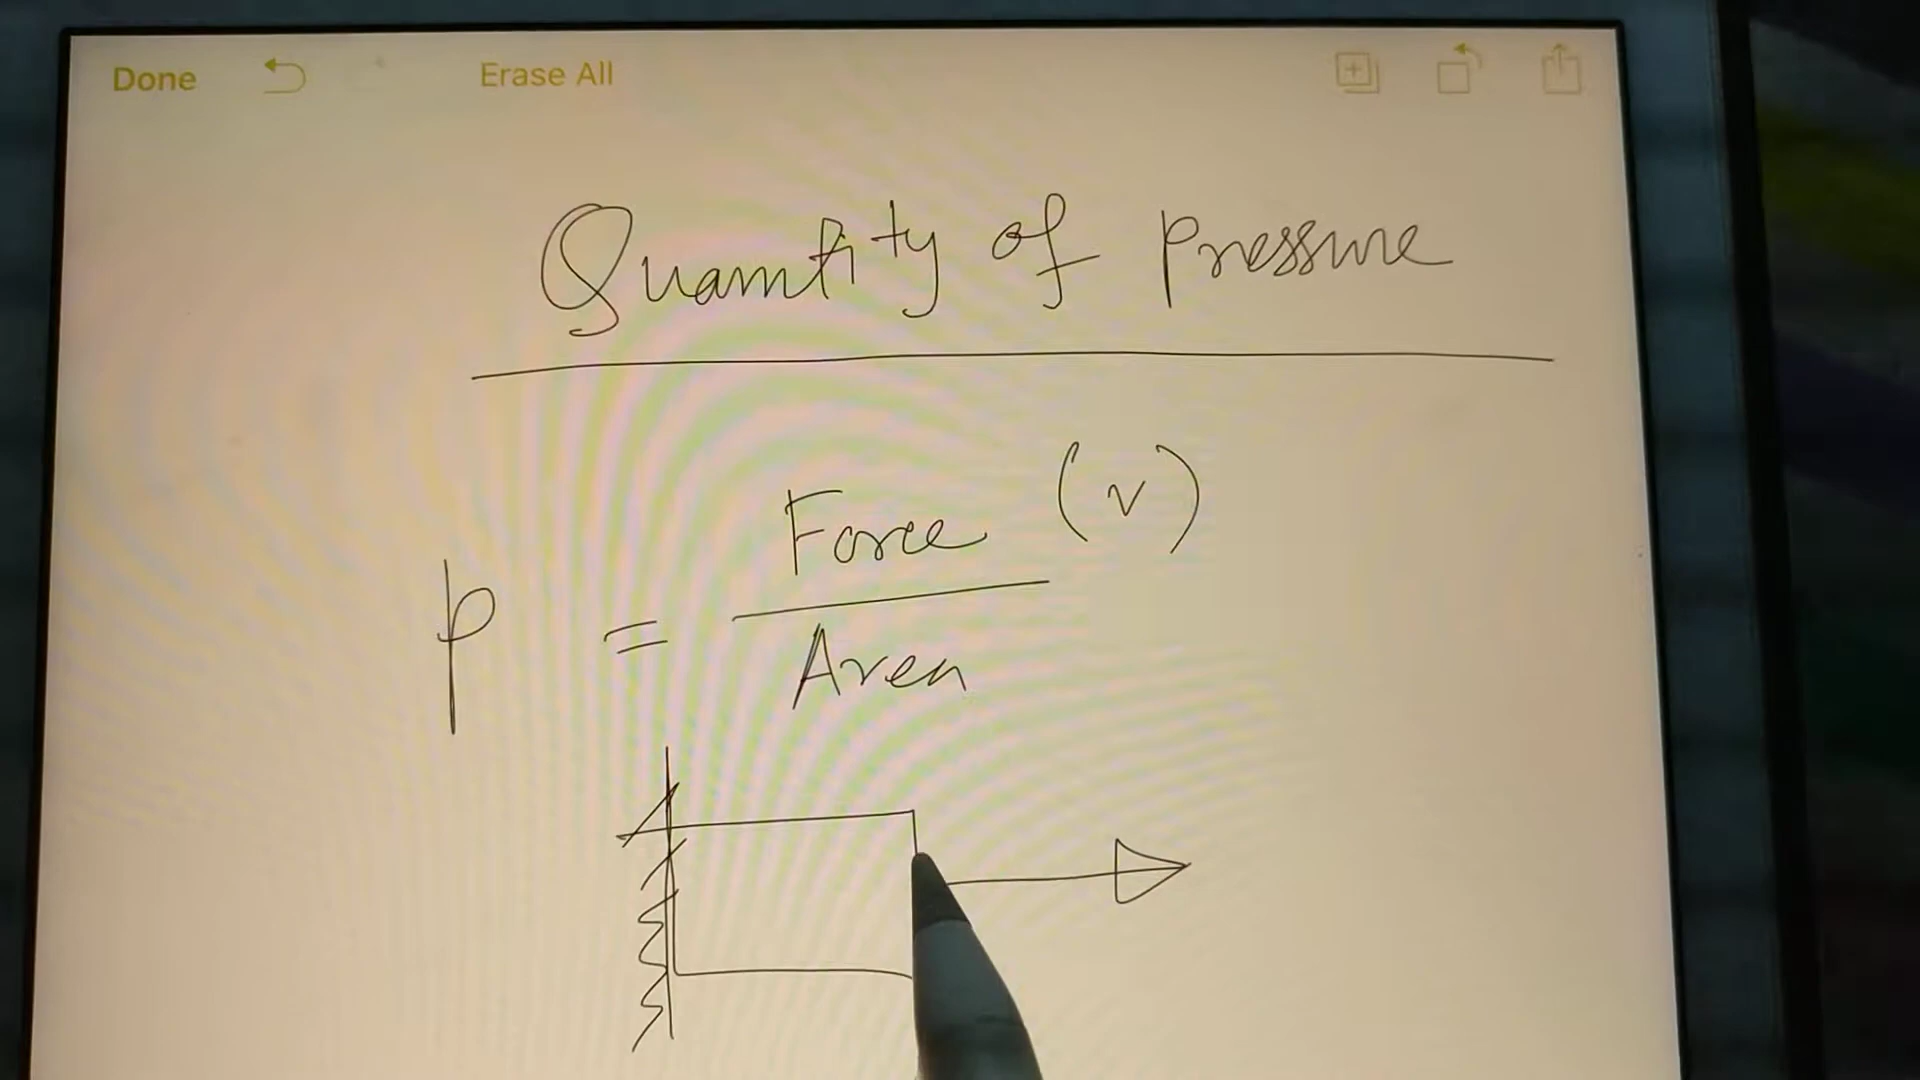 Done Erase All
Quantity of Pressure
Force (v)
p =
Area